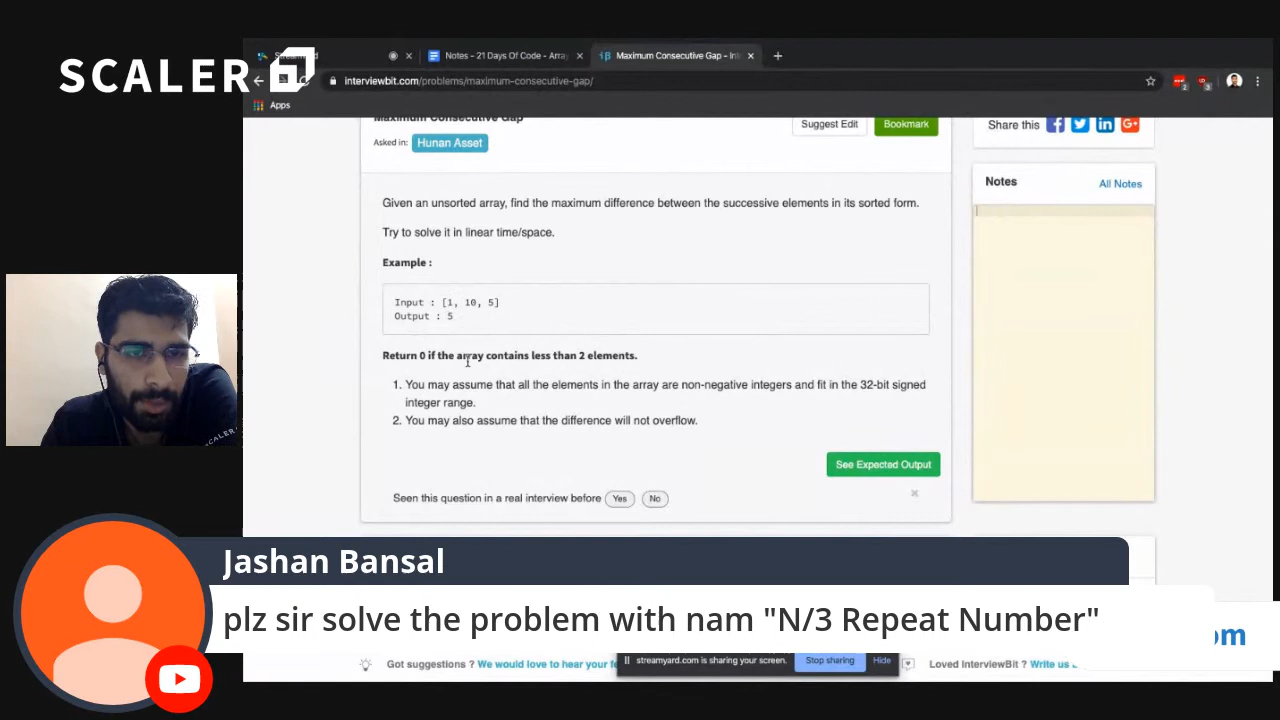 SCALER
Notes - 21 Days Of Code - Arra
Maximum Consecutive Gap - Int
interviewbit.com/problems/maximum-consecutive-gap/
Apps
Maximum Consecutive Gap
Suggest Edit
Bookmark
Share this
Asked in: Hunan Asset
Notes
All Notes
Given an unsorted array, find the maximum difference between the successive elements in its sorted form.
Try to solve it in linear time/space.
Example :
Input : [1, 10, 5]
Output : 5
Return 0 if the array contains less than 2 elements.
1. You may assume that all the elements in the array are non-negative integers and fit in the 32-bit signed
integer range.
2. You may also assume that the difference will not overflow.
See Expected Output
Seen this question in a real interview before Yes No
Jashan Bansal
plz sir solve the problem with nam "N/3 Repeat Number"
om
Got suggestions ? We would love to hear your fe
streamyard.com is sharing your screen. Stop sharing Hide
Loved InterviewBit ? Write us